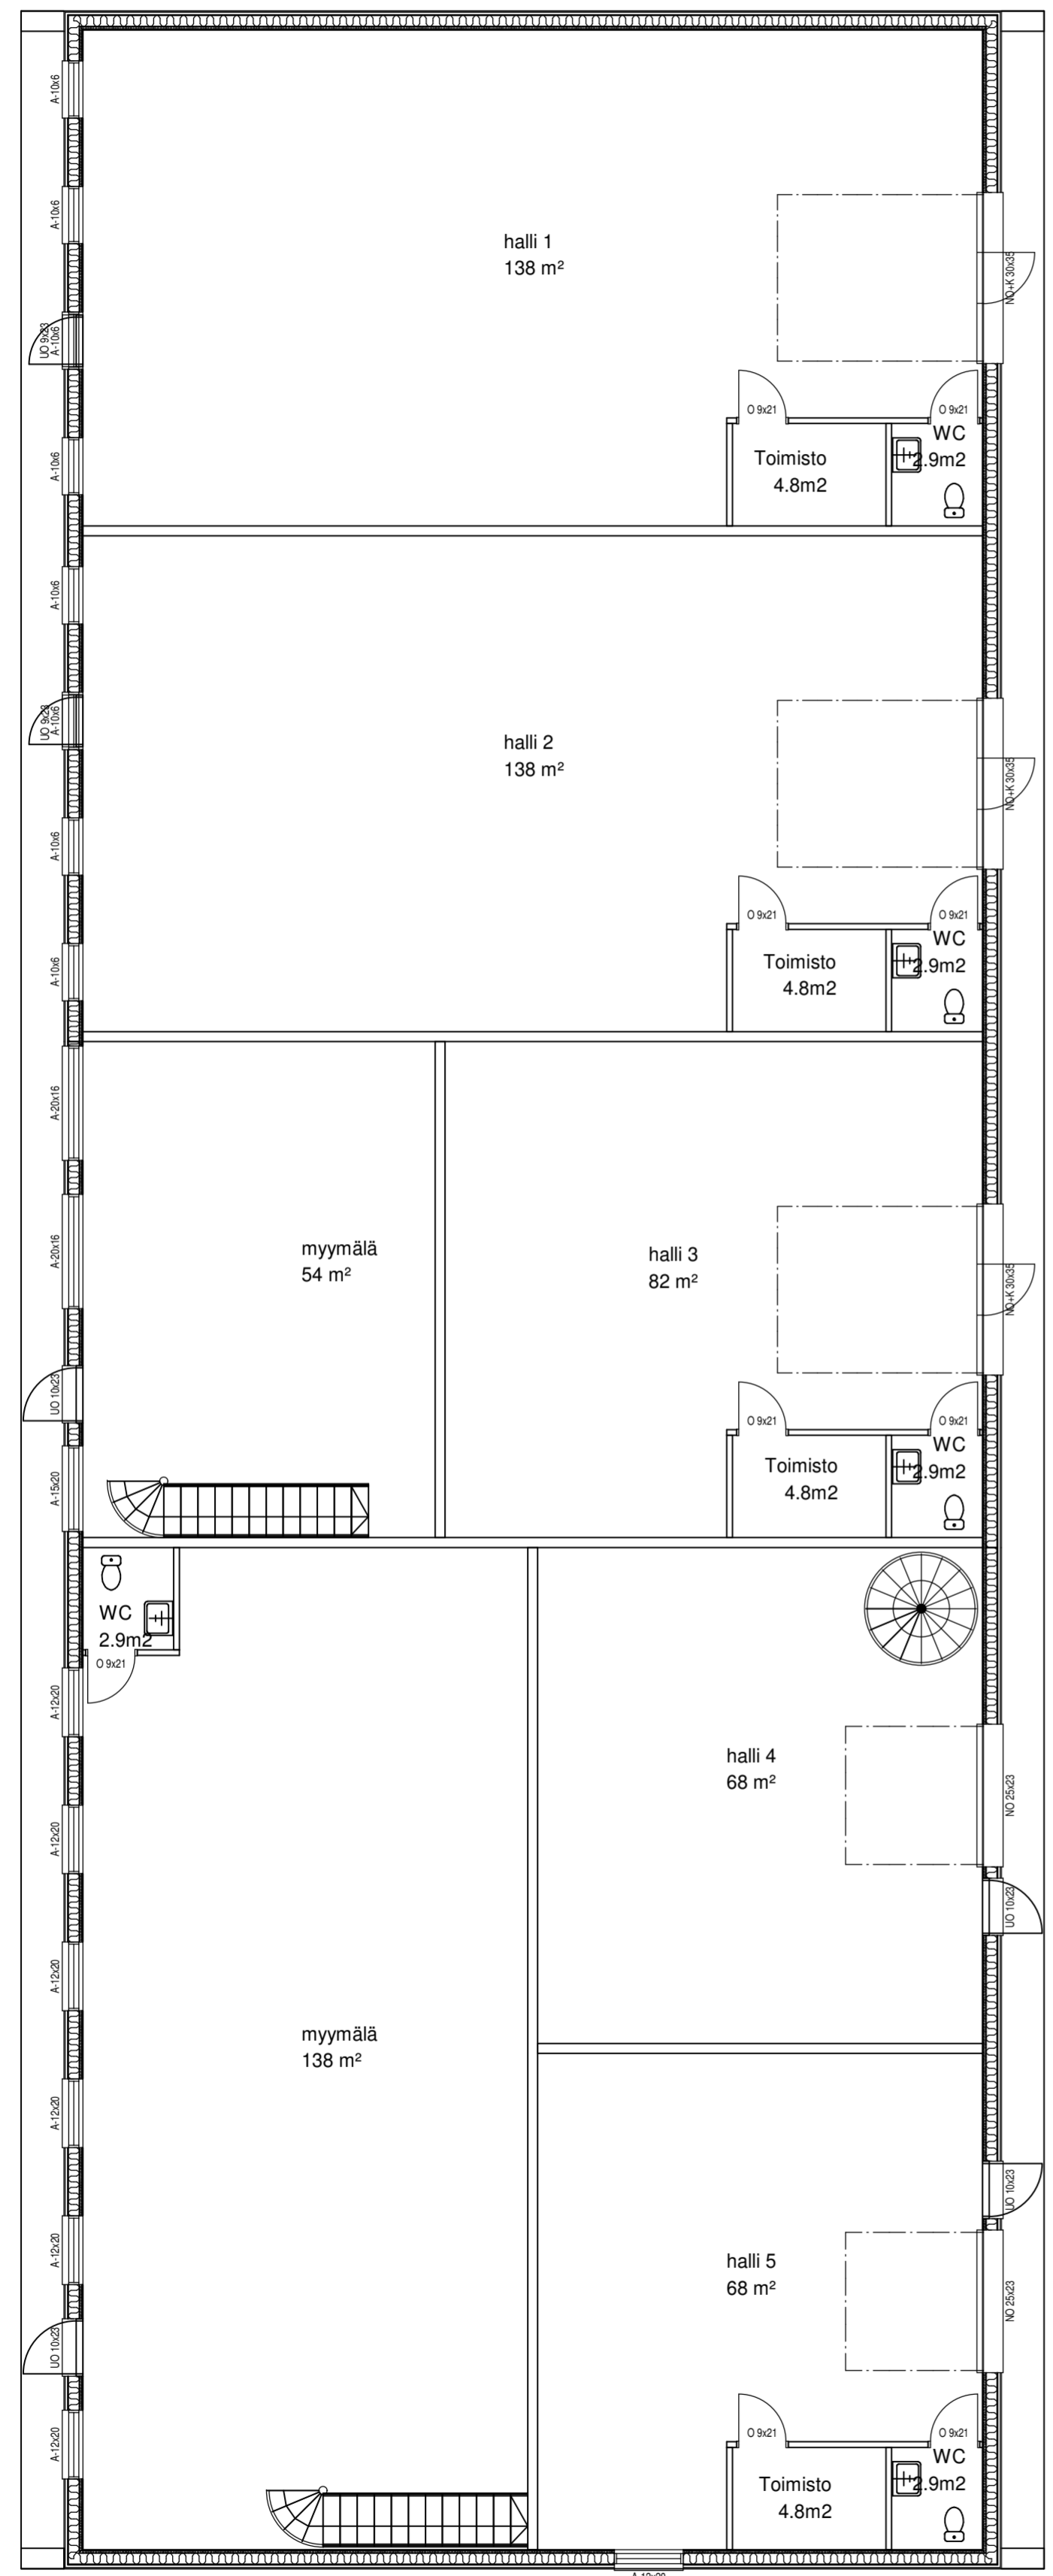 A-10x6
A-10x6
halli 1
138 m²
NO+K 30x35
UO 9x23
A-10x6
O 9x21
O 9x21
WC
2.9m2
Toimisto
4.8m2
A-10x6
A-10x6
UO 9x23
A-10x6
halli 2
138 m²
NO+K 30x35
A-10x6
O 9x21
O 9x21
WC
2.9m2
Toimisto
4.8m2
A-10x6
A-20x16
A-20x16
myymälä
54 m²
halli 3
82 m²
NO+K 30x35
UO 10x23
O 9x21
O 9x21
WC
2.9m2
Toimisto
4.8m2
A-15x20
WC
2.9m2
O 9x21
A-12x20
halli 4
68 m²
NO 25x23
A-12x20
UO 10x23
A-12x20
myymälä
138 m²
A-12x20
UO 10x23
A-12x20
halli 5
68 m²
NO 25x23
UO 10x23
O 9x21
O 9x21
A-12x20
WC
2.9m2
Toimisto
4.8m2
A-12x20